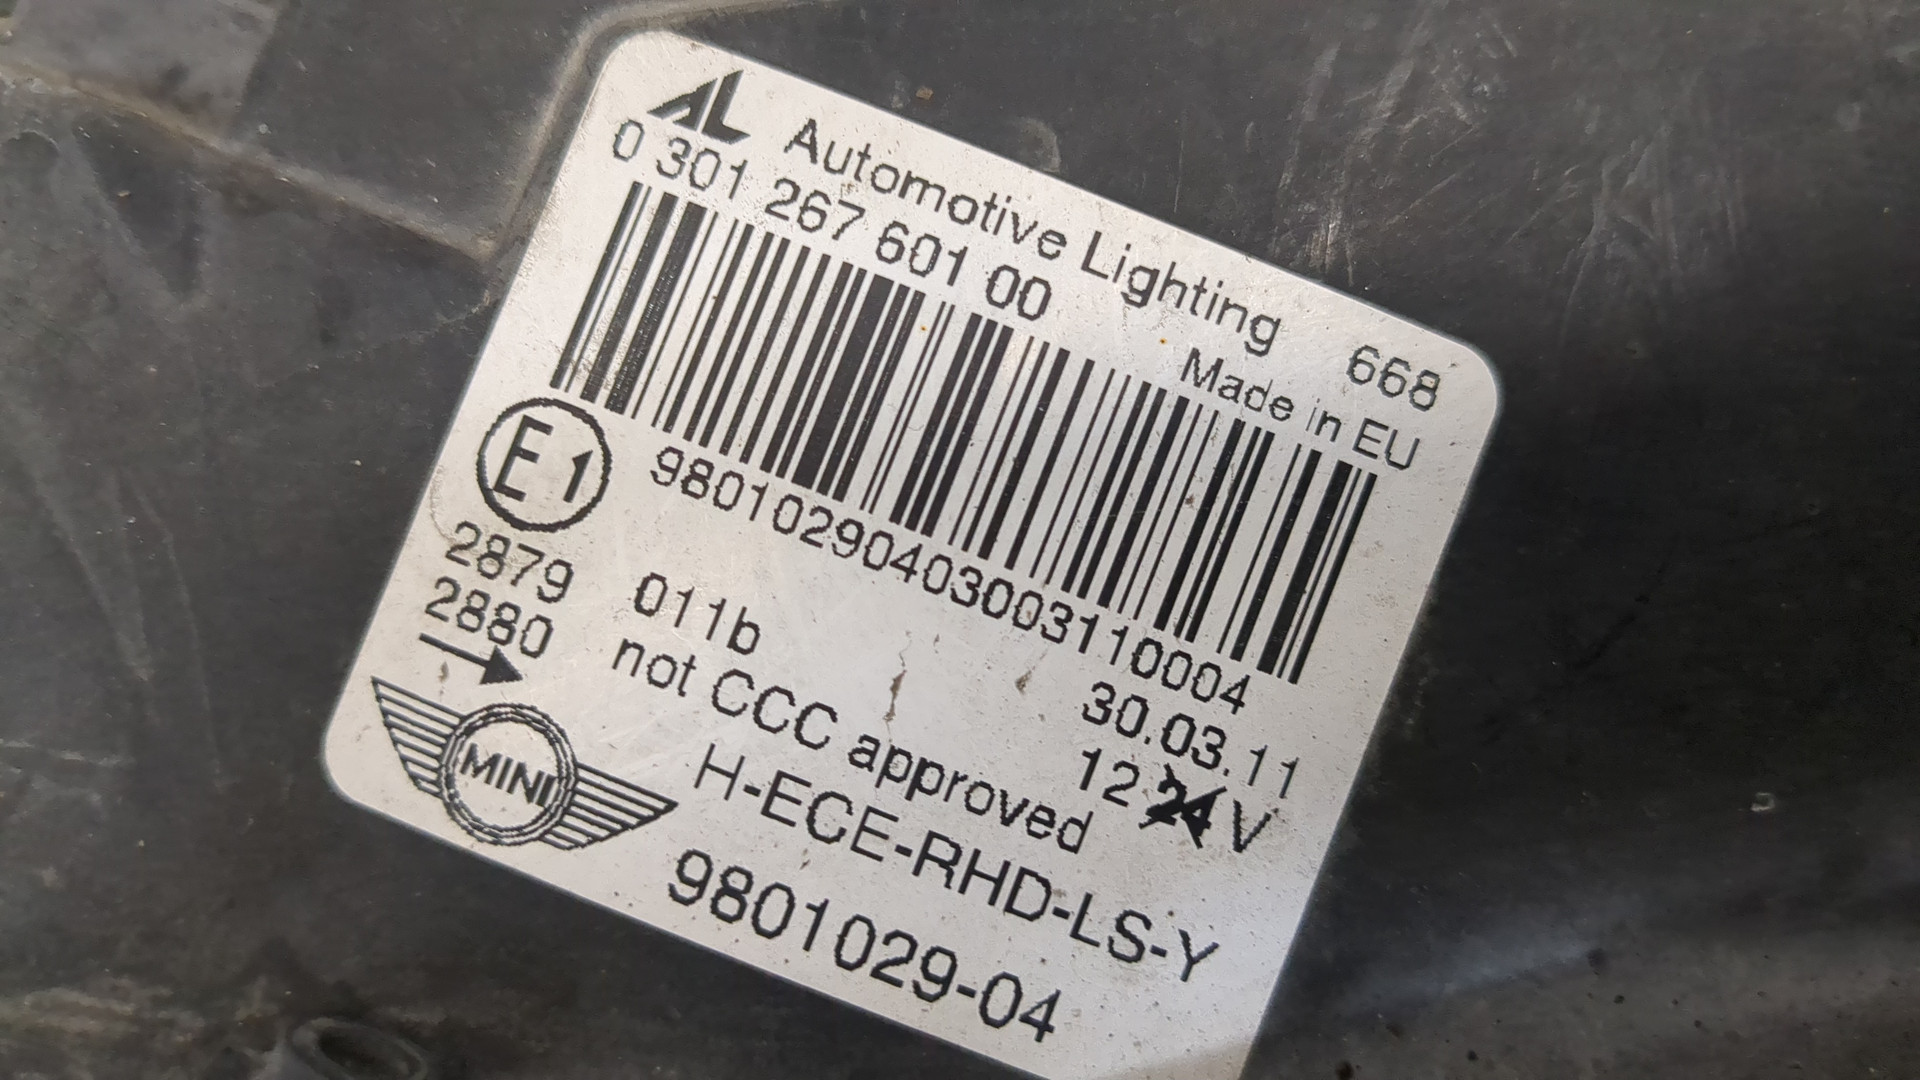 AL Automotive Lighting 668
0 301 267 601 00
Made in EU
E1
98010290403003110004
2879 011b 30.03.11
2880 not CCC approved 12 24 V
MINI H-ECE-RHD-LS-Y
9801029-04